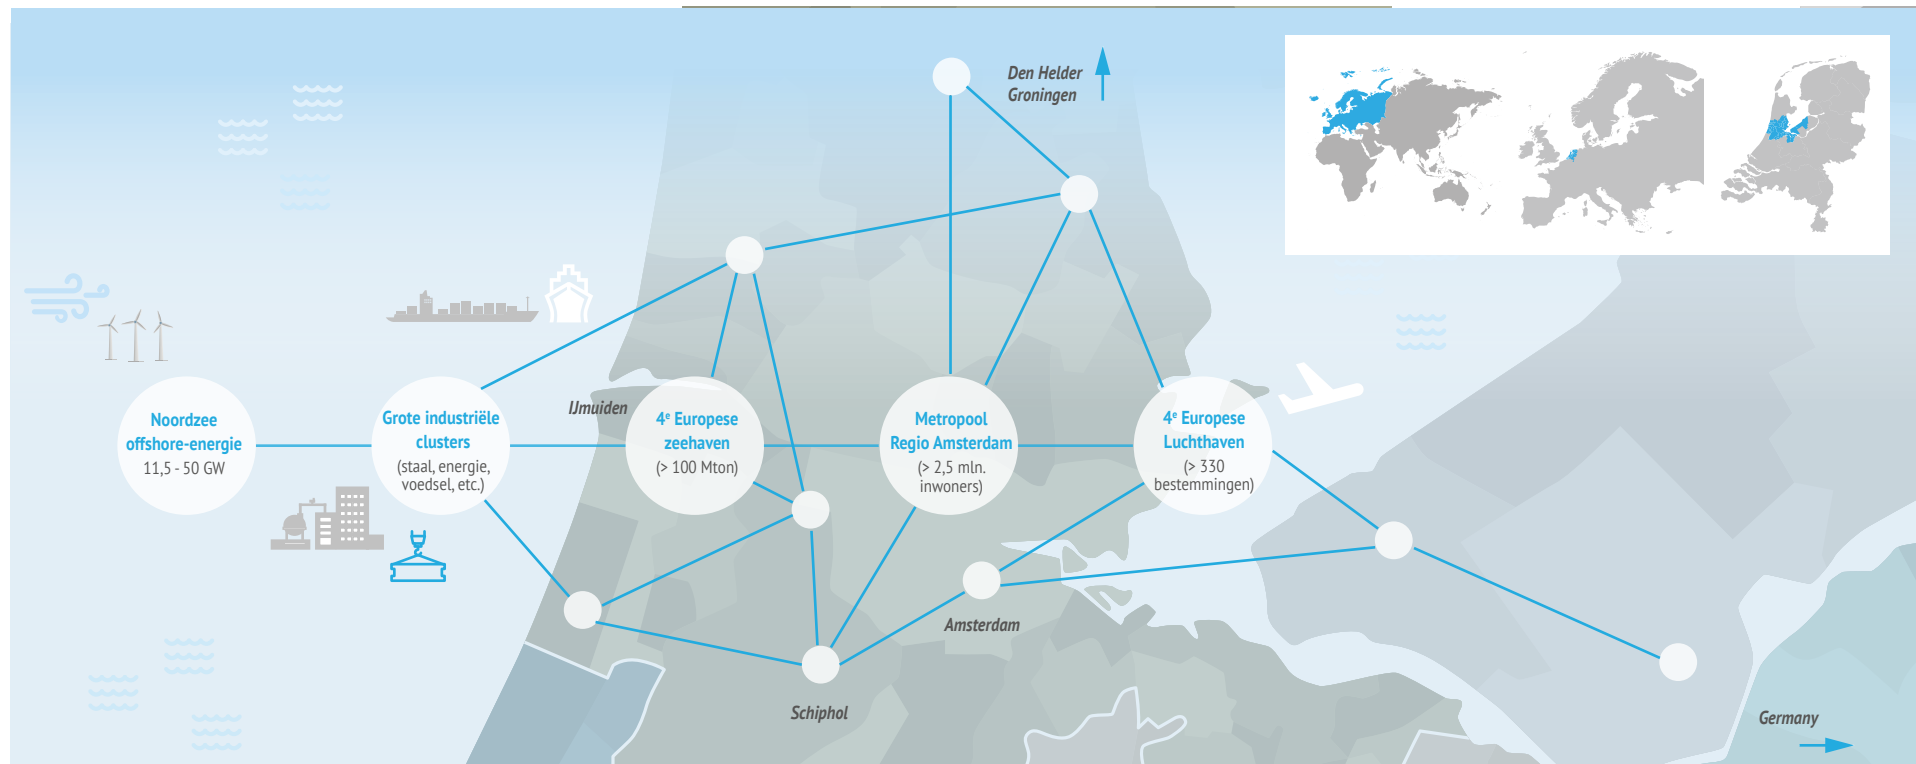 Den Helder
Groningen
IJmuiden
Noordzee
offshore-energie
11,5 - 50 GW
Grote industriële
clusters
(staal, energie,
voedsel, etc.)
4e Europese
zeehaven
(> 100 Mton)
Metropool
Regio Amsterdam
(> 2,5 mln.
inwoners)
4e Europese
Luchthaven
(> 330
bestemmingen)
Amsterdam
Schiphol
Germany